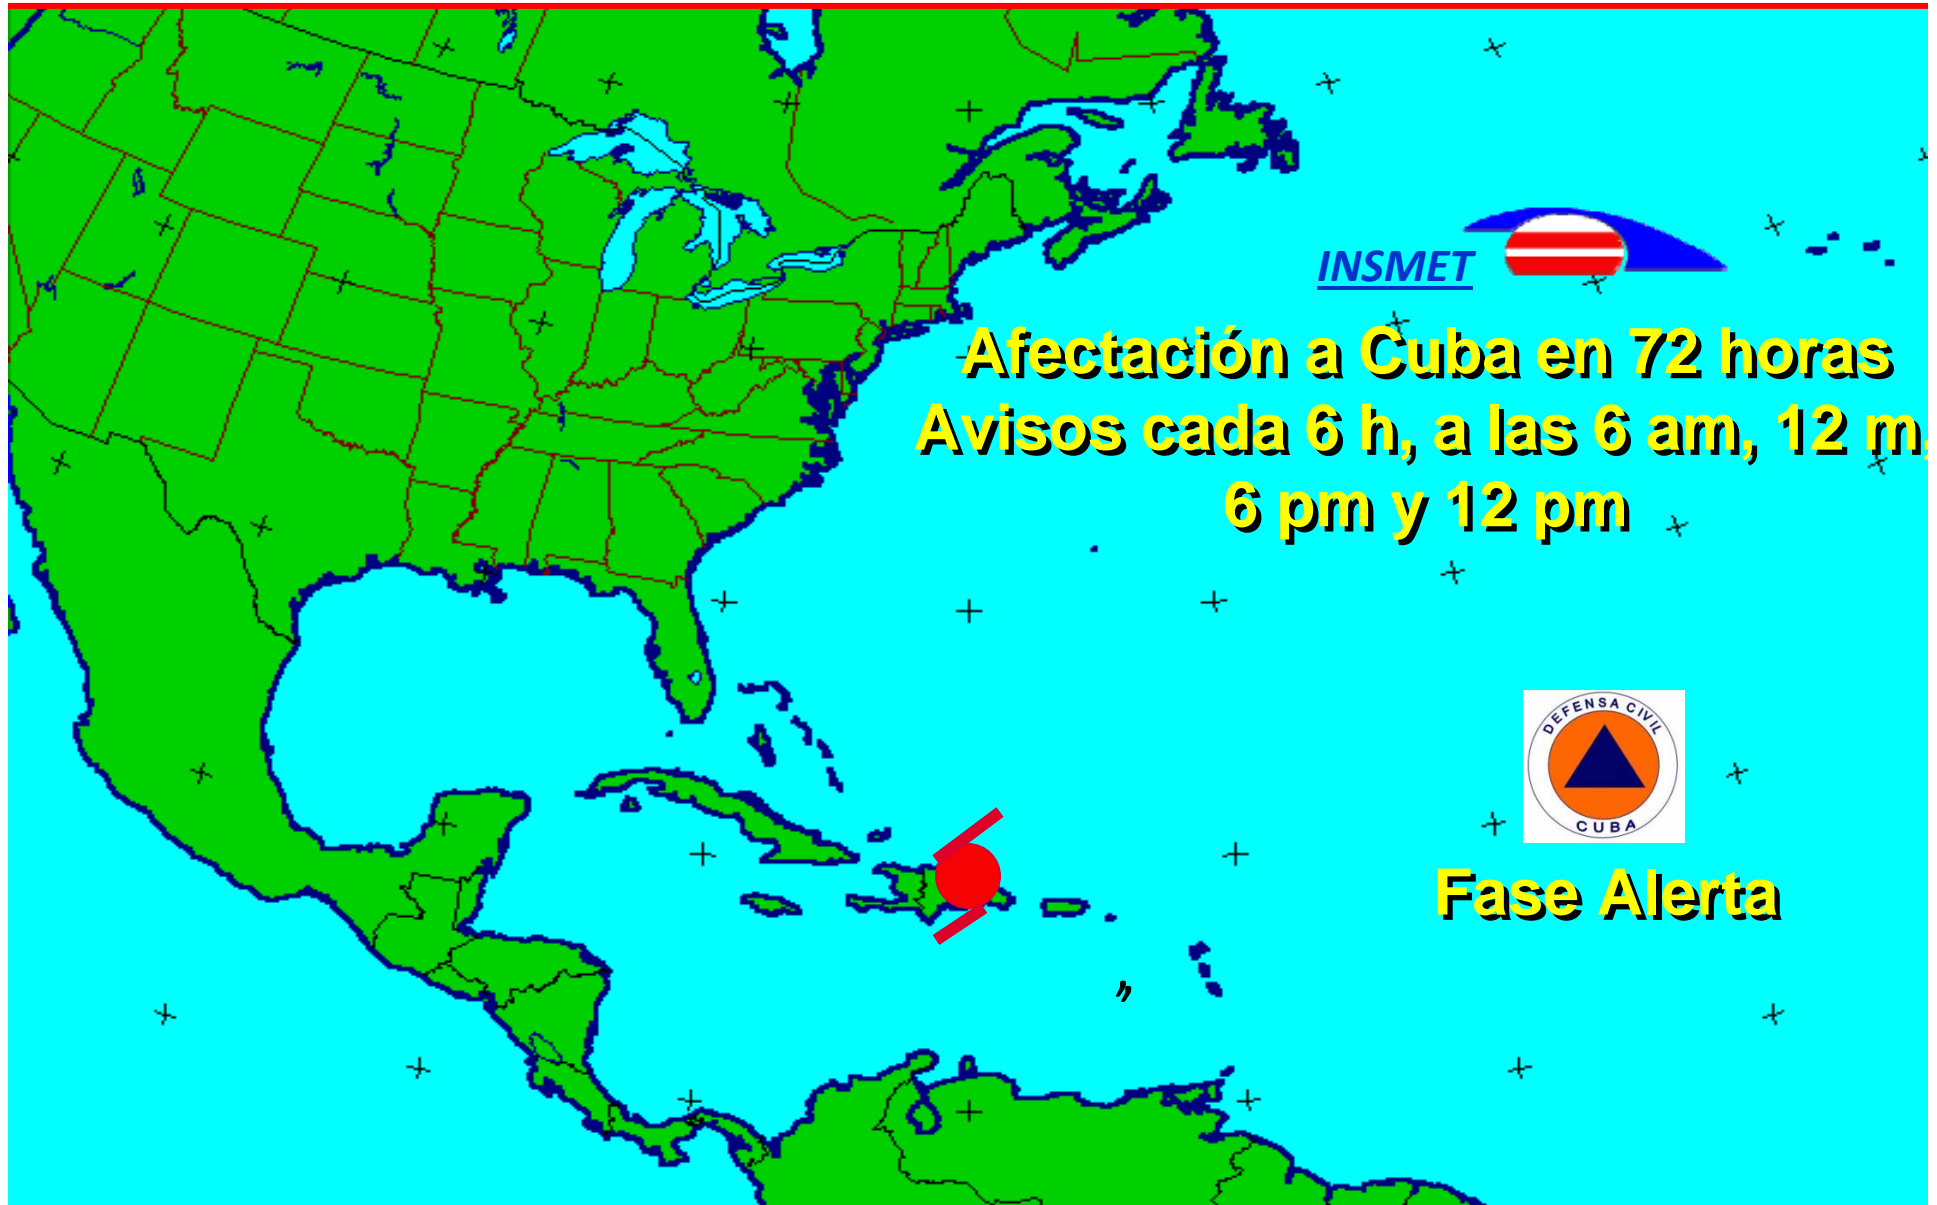 INSMET
Afectación a Cuba en 72 horas
Avisos cada 6 h, a las 6 am, 12 m,
6 pm y 12 pm
DEFENSA CIVIL
CUBA
Fase Alerta
,